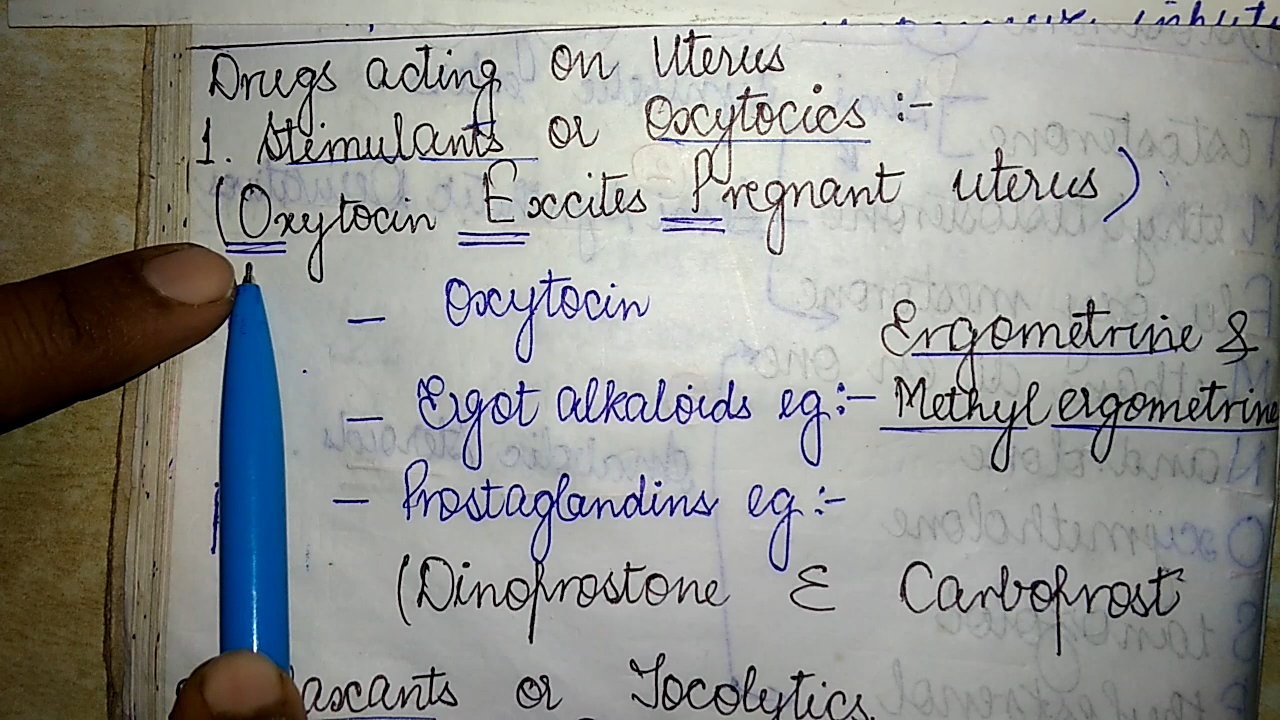 Drugs acting on Uterus
1. Stimulants or Oxytocics :-
(Oxytocin Excites Pregnant uterus)
- Oxytocin
- Ergot alkaloids eg:- Ergometrine & Methyl ergometrine
- Prostaglandins eg:-
(Dinoprostone & Carboprost
axants or Tocolytics